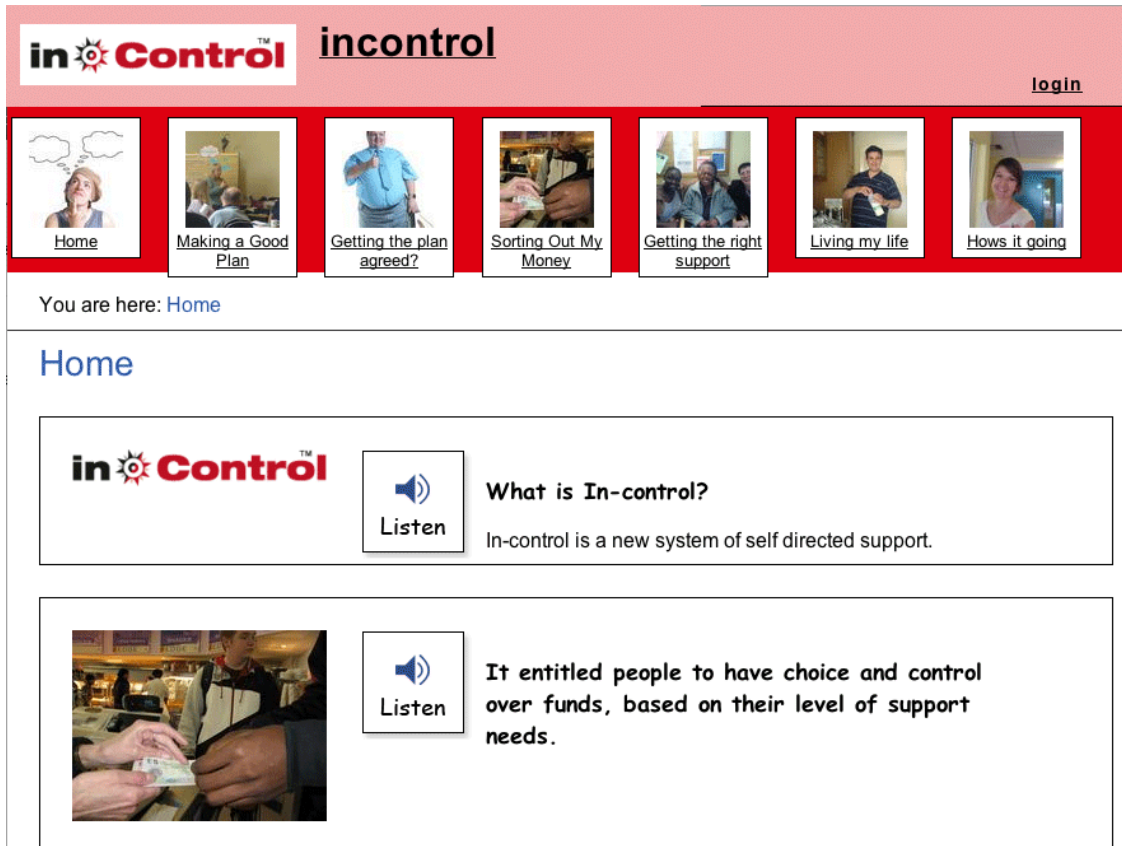 in Control™
incontrol
login
Home
Making a Good
Plan
Getting the plan
agreed?
Sorting Out My
Money
Getting the right
support
Living my life
Hows it going
You are here: Home
Home
in Control™
Listen
What is In-control?
In-control is a new system of self directed support.
Listen
It entitled people to have choice and control
over funds, based on their level of support
needs.